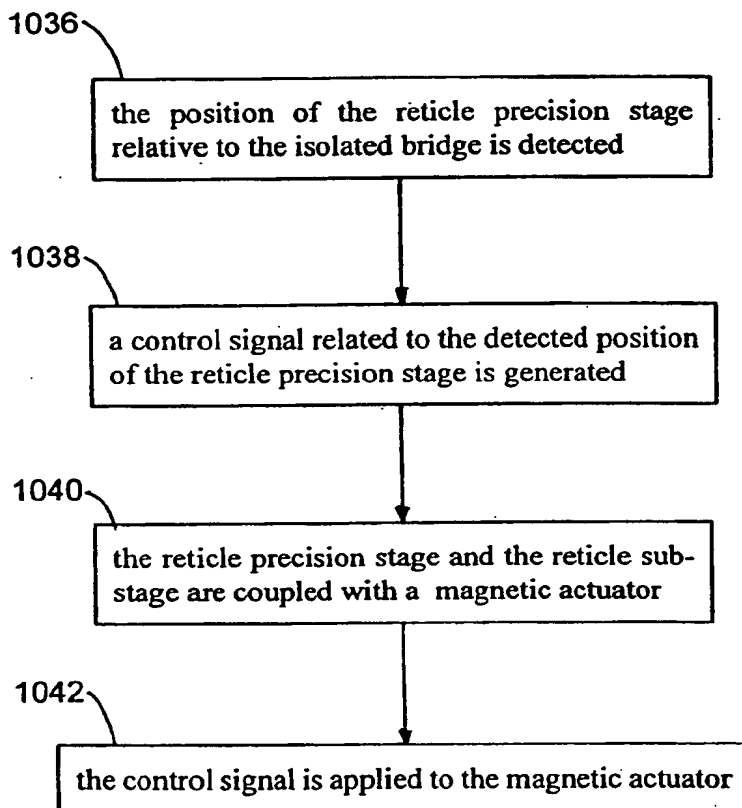 1036
the position of the reticle precision stage
relative to the isolated bridge is detected
1038
a control signal related to the detected position
of the reticle precision stage is generated
1040
the reticle precision stage and the reticle sub-
stage are coupled with a magnetic actuator
1042
the control signal is applied to the magnetic actuator